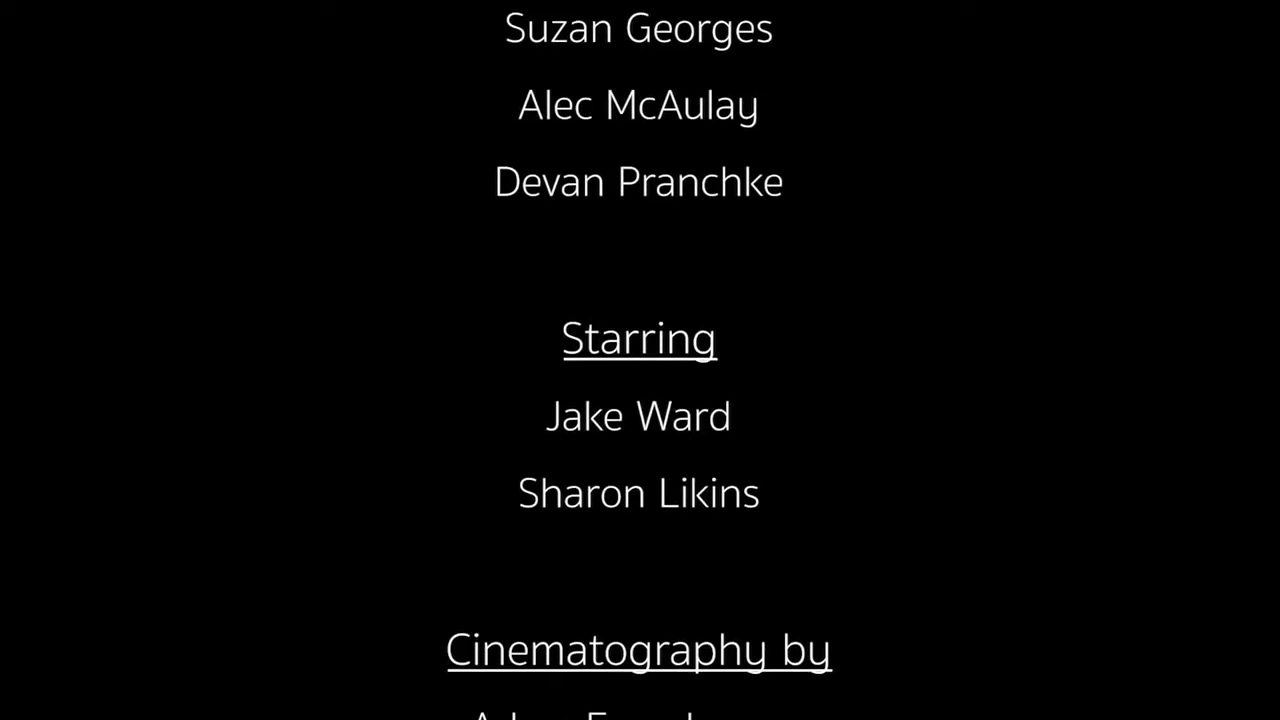 Suzan Georges
Alec McAulay
Devan Pranchke
Starring
Jake Ward
Sharon Likins
Cinematography by